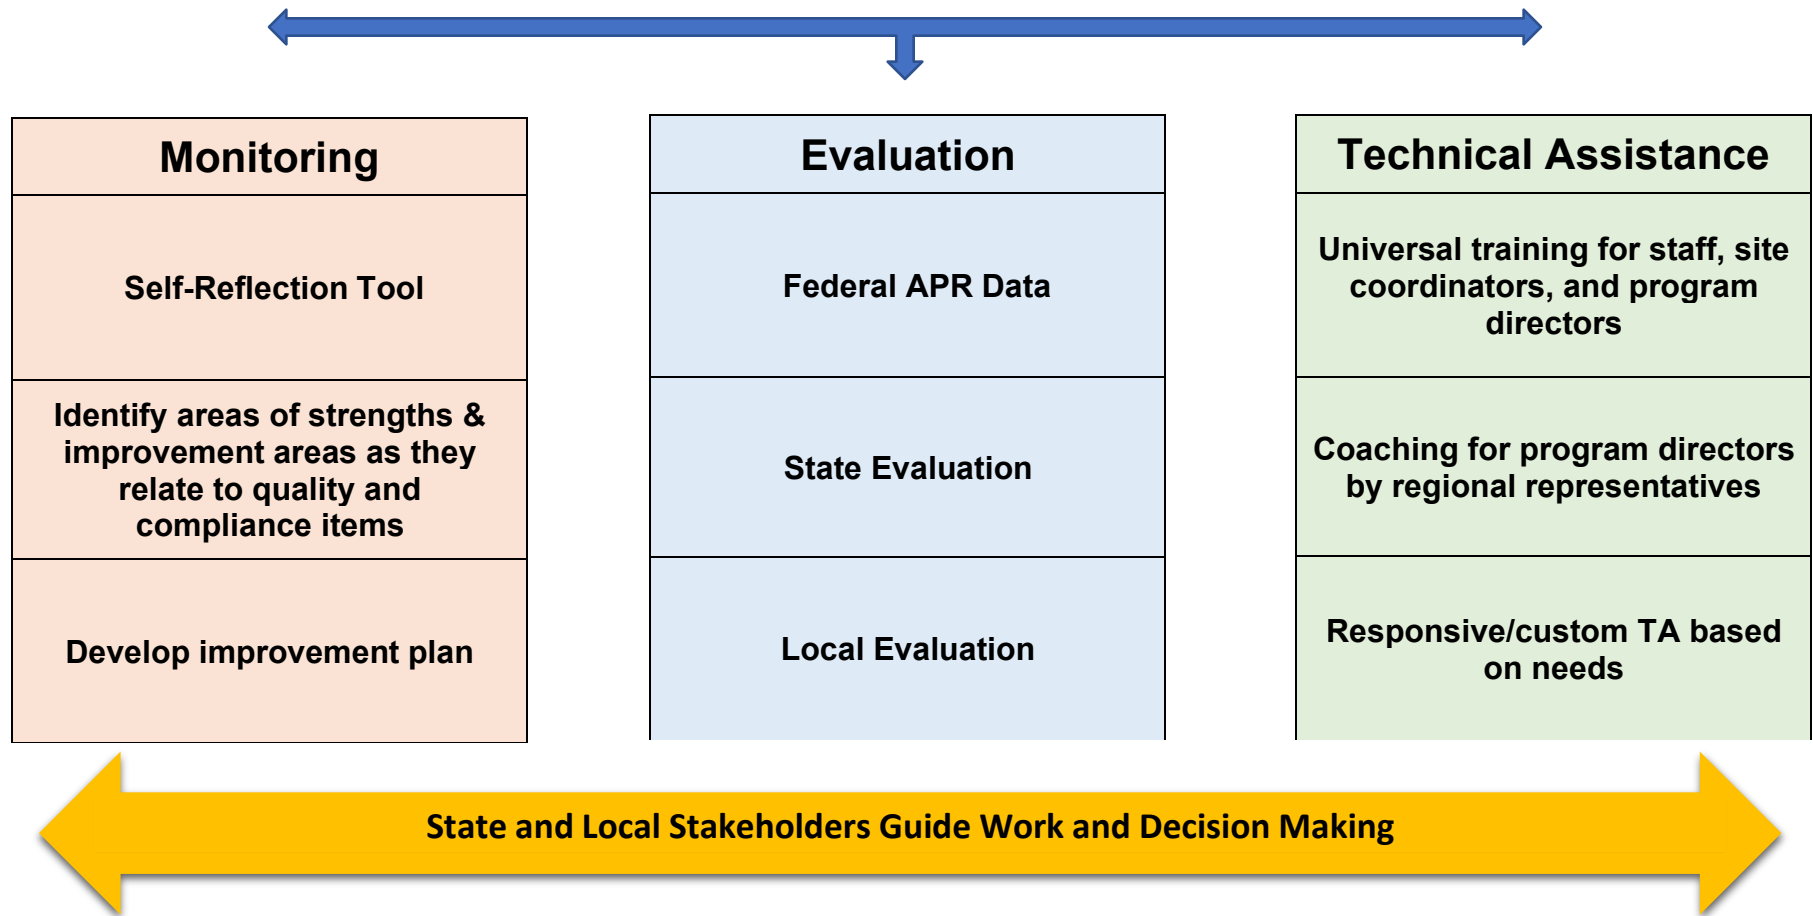 Monitoring
Self-Reflection Tool
Identify areas of strengths &
improvement areas as they
relate to quality and
compliance items
Develop improvement plan
Evaluation
Federal APR Data
State Evaluation
Local Evaluation
Technical Assistance
Universal training for staff, site
coordinators, and program
directors
Coaching for program directors
by regional representatives
Responsive/custom TA based
on needs
State and Local Stakeholders Guide Work and Decision Making